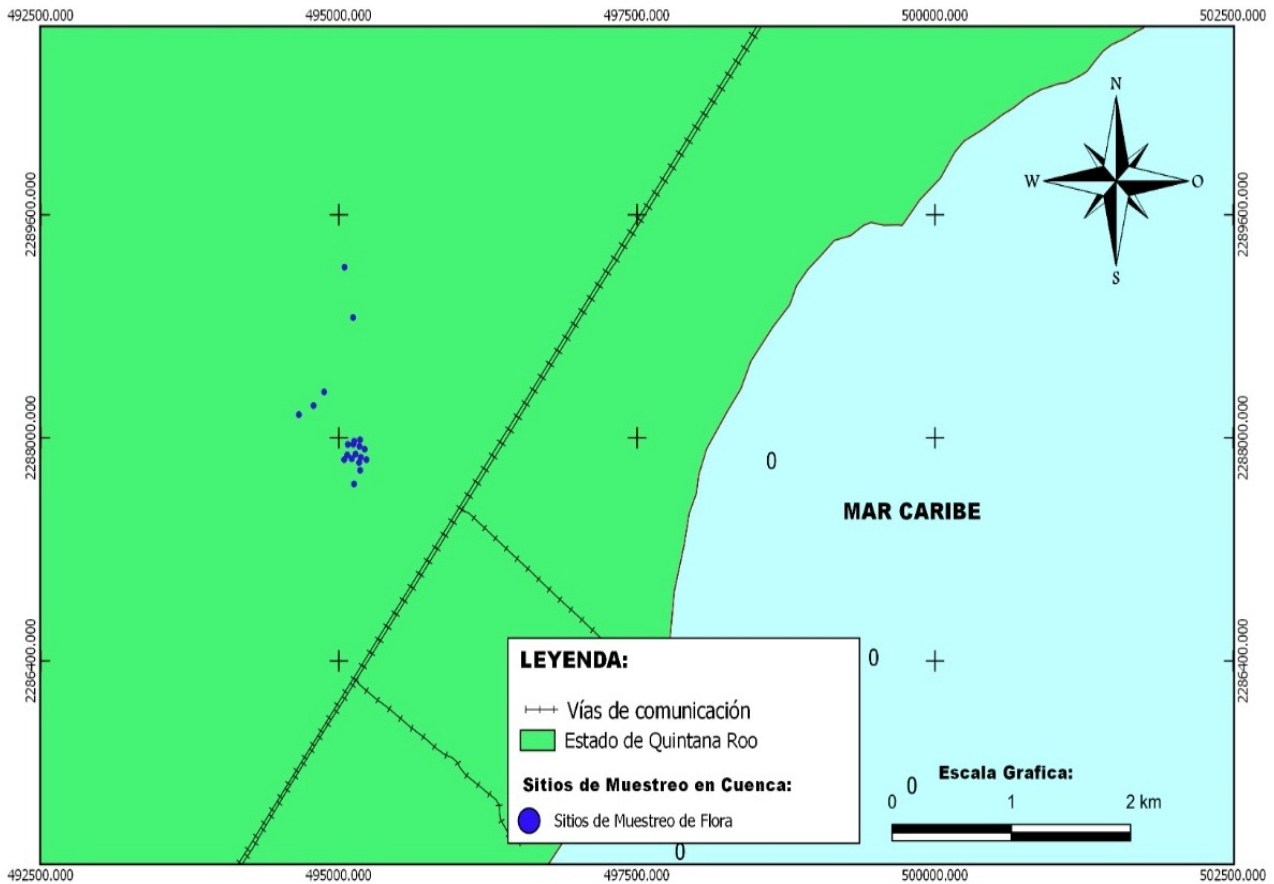 492500.000 495000.000 497500.000 500000.000 502500.000
N
W O
S
2289600.000 2289600.000
2288000.000 2288000.000
0
MAR CARIBE
2286400.000 2286400.000
0
LEYENDA:
Vías de comunicación
Estado de Quintana Roo
Sitios de Muestreo en Cuenca:
Sitios de Muestreo de Flora
0
Escala Grafica:
0 1 2 km
0
492500.000 495000.000 497500.000 500000.000 502500.000